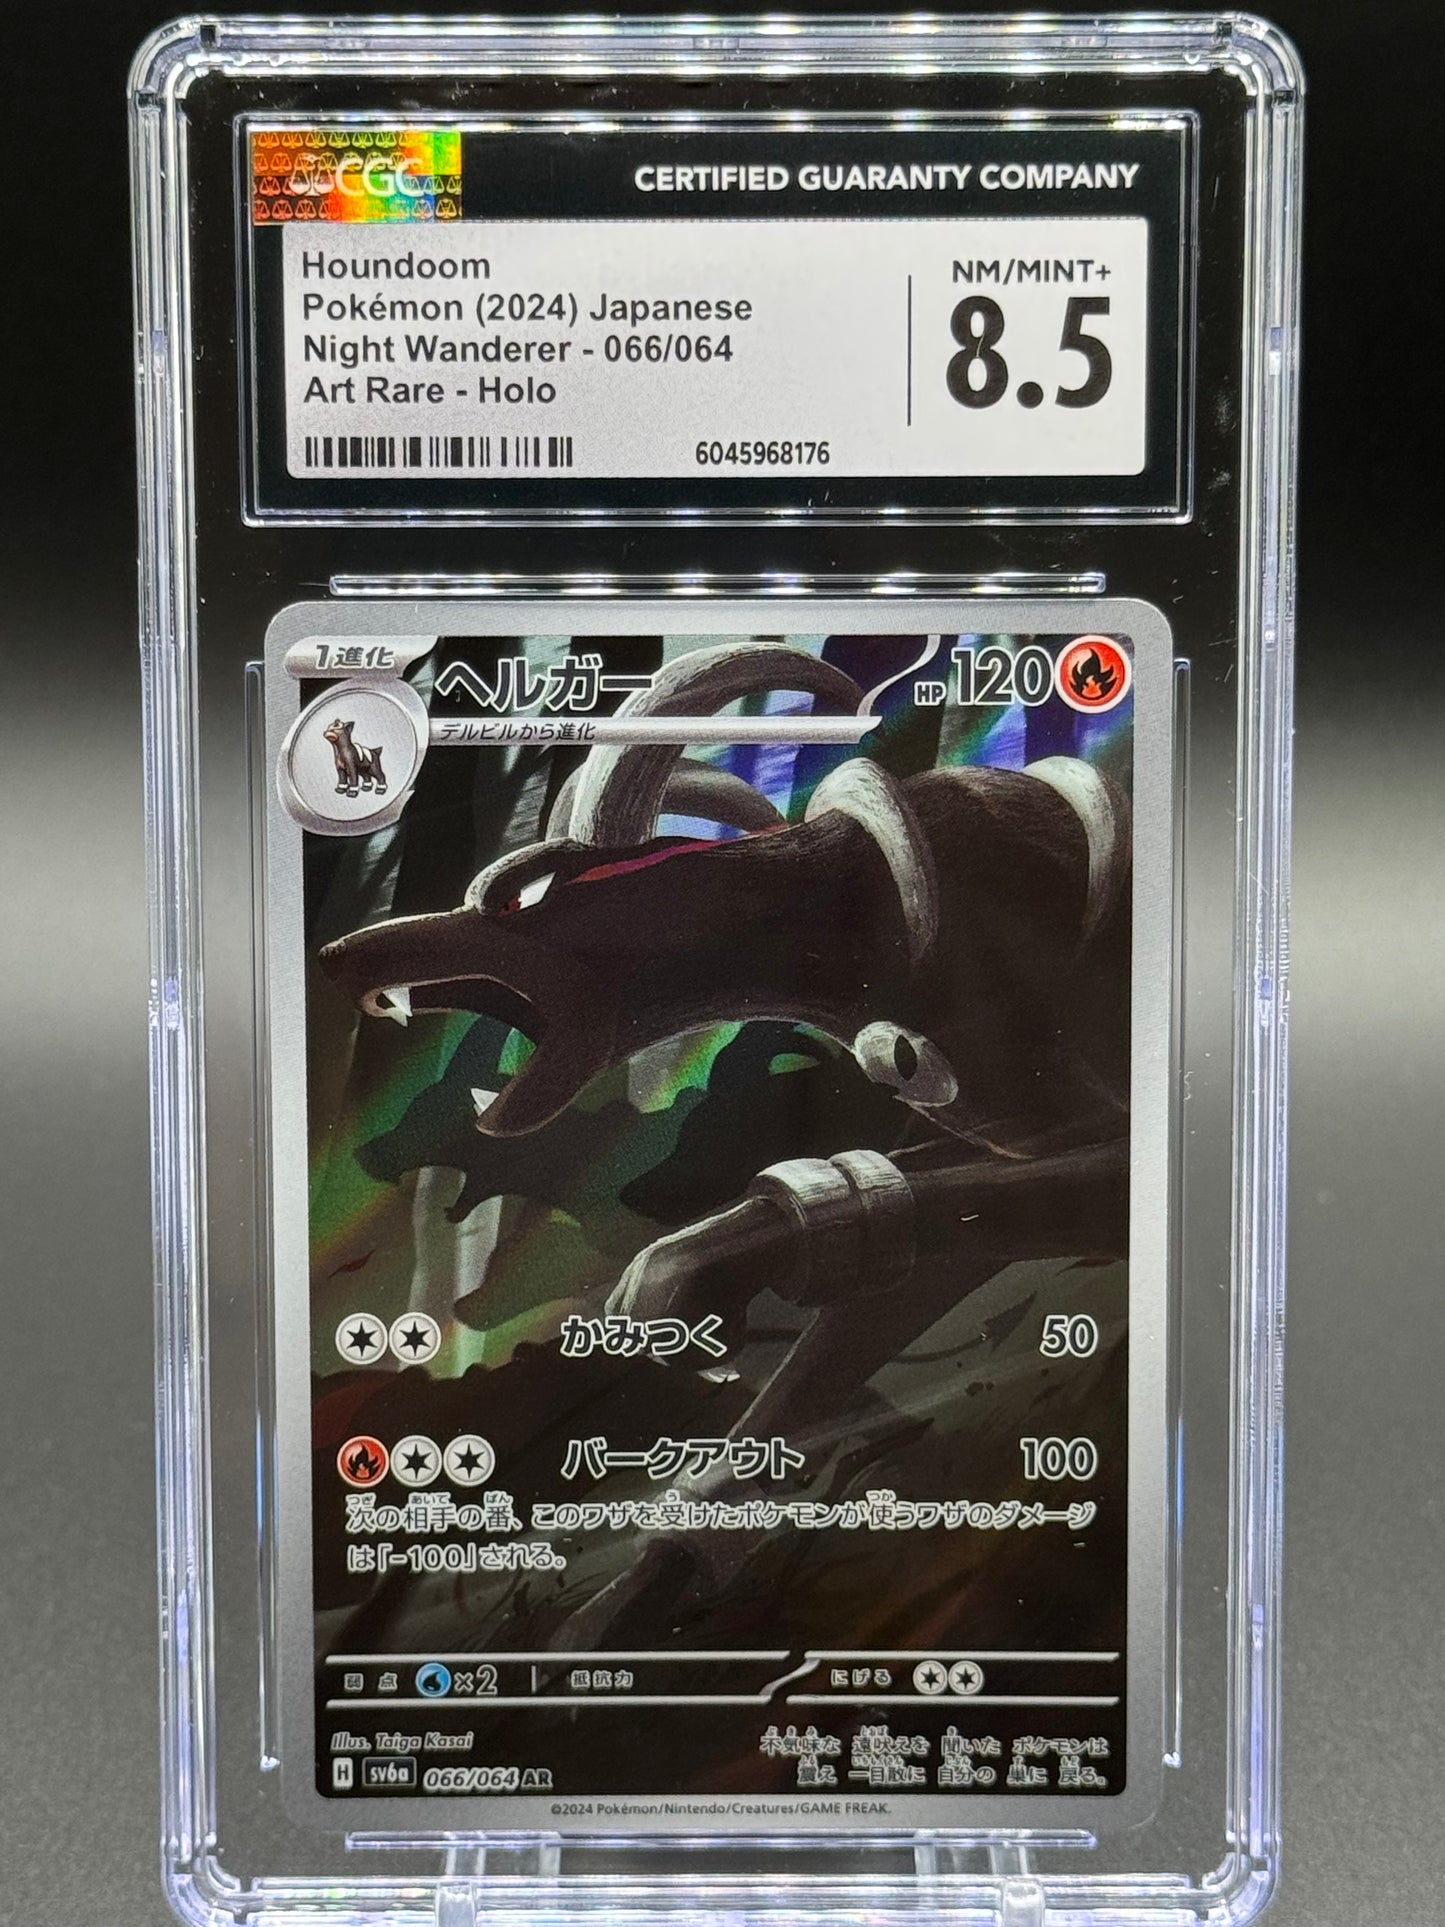 CGC
CERTIFIED GUARANTY COMPANY
Houndoom
Pokémon (2024) Japanese
Night Wanderer - 066/064
Art Rare - Holo
6045968176
NM/MINT+
8.5
1進化
ヘルガー
HP 120
デルビルから進化
かみつく 50
バークアウト 100
次の相手の番、このワザを受けたポケモンが使うワザのダメージ
は「-100」される。
弱点 ×2 抵抗力 にげる
Illus. Taiga Kasai
H sv6a 066/064 AR
不気味な 遠吠えを 聞いた ポケモンは
震え 一目散に 自分の 巣に 戻る。
©2024 Pokémon/Nintendo/Creatures/GAME FREAK.